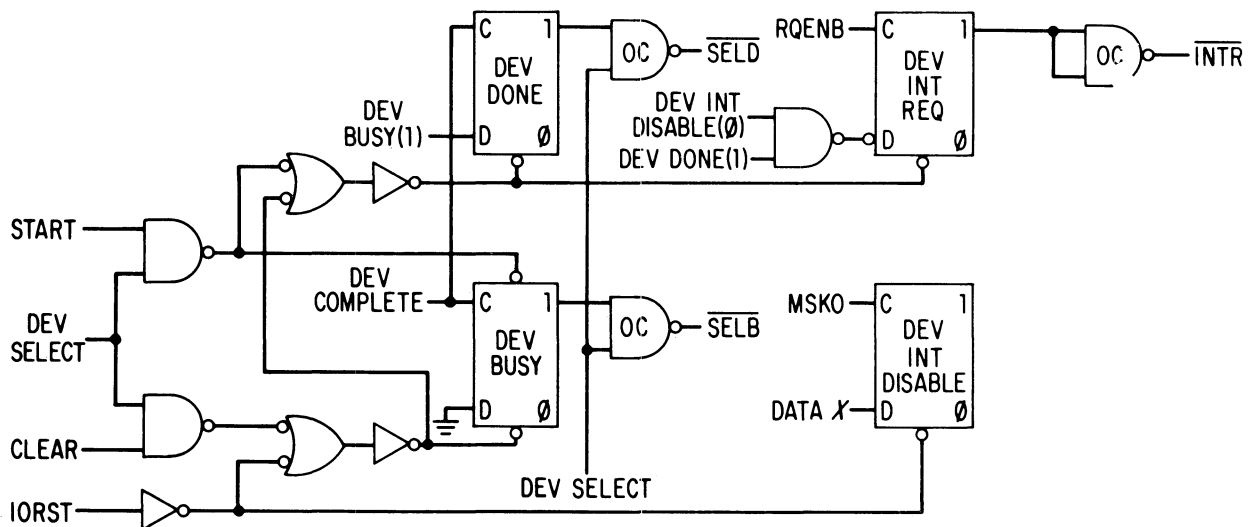 C 1
DEV
DONE
D Ø
OC
SELD
RQENB
C 1
DEV
INT
REQ
D Ø
OC
INTR
DEV
BUSY(1)
DEV INT
DISABLE(Ø)
DEV DONE(1)
START
DEV
SELECT
CLEAR
IORST
DEV
COMPLETE
C 1
DEV
BUSY
D Ø
OC
SELB
DEV SELECT
MSKO
C 1
DEV
INT
DISABLE
D Ø
DATA X